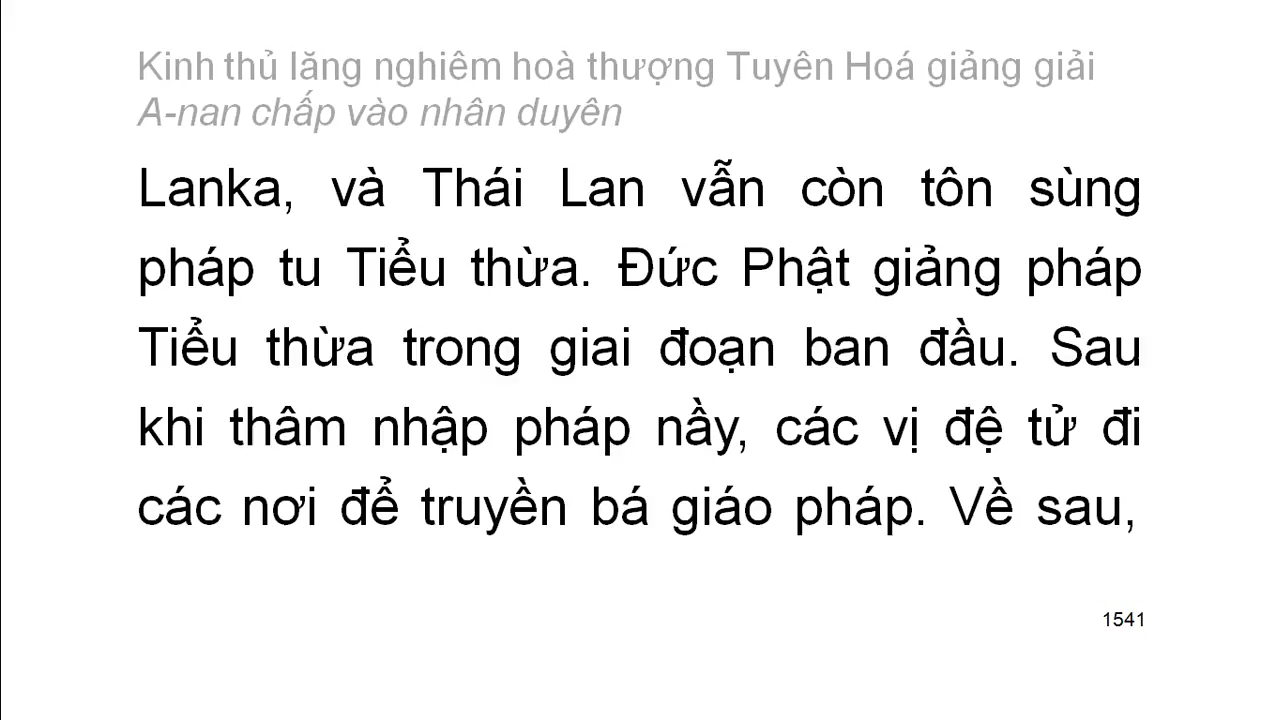 Kinh thủ lăng nghiêm hoà thượng Tuyên Hoá giảng giải
A-nan chấp vào nhân duyên
Lanka, và Thái Lan vẫn còn tôn sùng
pháp tu Tiểu thừa. Đức Phật giảng pháp
Tiểu thừa trong giai đoạn ban đầu. Sau
khi thâm nhập pháp nầy, các vị đệ tử đi
các nơi để truyền bá giáo pháp. Về sau,
1541